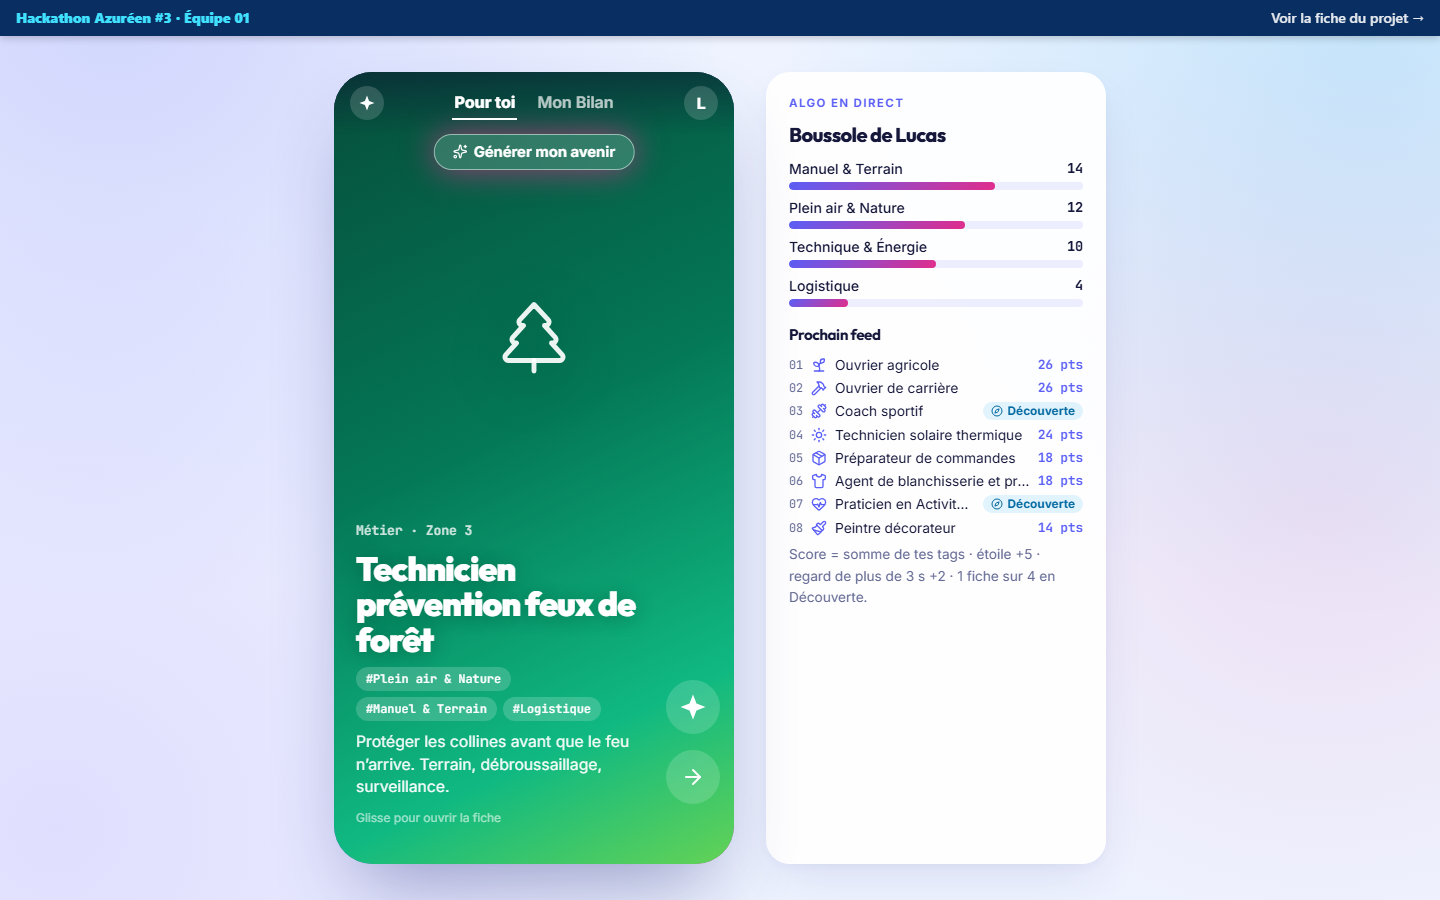 Hackathon Azuréen #3 · Équipe 01
Voir la fiche du projet →
Pour toi
Mon Bilan
L
Générer mon avenir
Métier · Zone 3
Technicien
prévention feux de
forêt
#Plein air & Nature
#Manuel & Terrain
#Logistique
Protéger les collines avant que le feu
n’arrive. Terrain, débroussaillage,
surveillance.
Glisse pour ouvrir la fiche
ALGO EN DIRECT
Boussole de Lucas
Manuel & Terrain 14
Plein air & Nature 12
Technique & Énergie 10
Logistique 4
Prochain feed
01 Ouvrier agricole 26 pts
02 Ouvrier de carrière 26 pts
03 Coach sportif Découverte
04 Technicien solaire thermique 24 pts
05 Préparateur de commandes 18 pts
06 Agent de blanchisserie et pr... 18 pts
07 Praticien en Activit... Découverte
08 Peintre décorateur 14 pts
Score = somme de tes tags · étoile +5 ·
regard de plus de 3 s +2 · 1 fiche sur 4 en
Découverte.